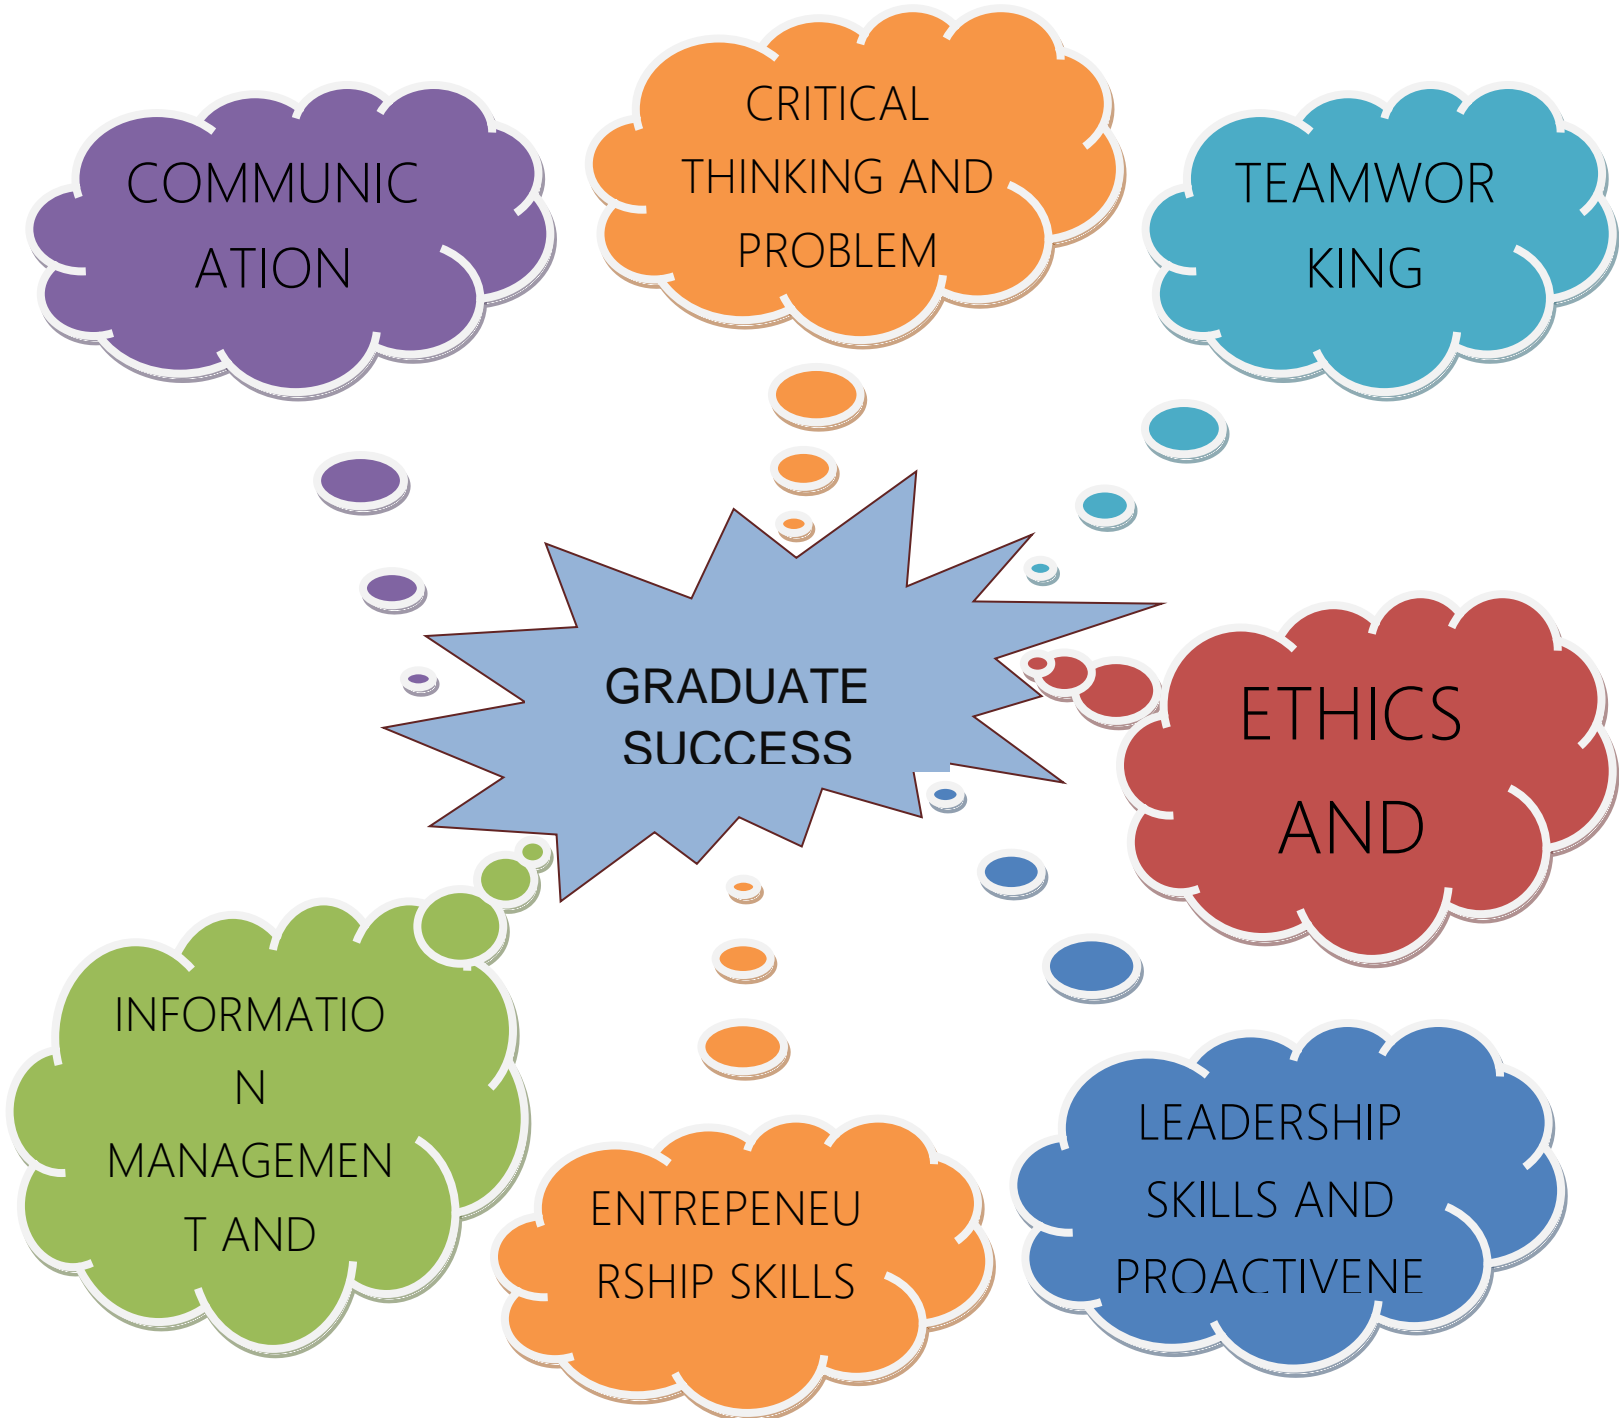 COMMUNIC
ATION
CRITICAL
THINKING AND
PROBLEM
TEAMWOR
KING
GRADUATE
SUCCESS
ETHICS
AND
INFORMATIO
N
MANAGEMEN
T AND
ENTREPENEU
RSHIP SKILLS
LEADERSHIP
SKILLS AND
PROACTIVENE